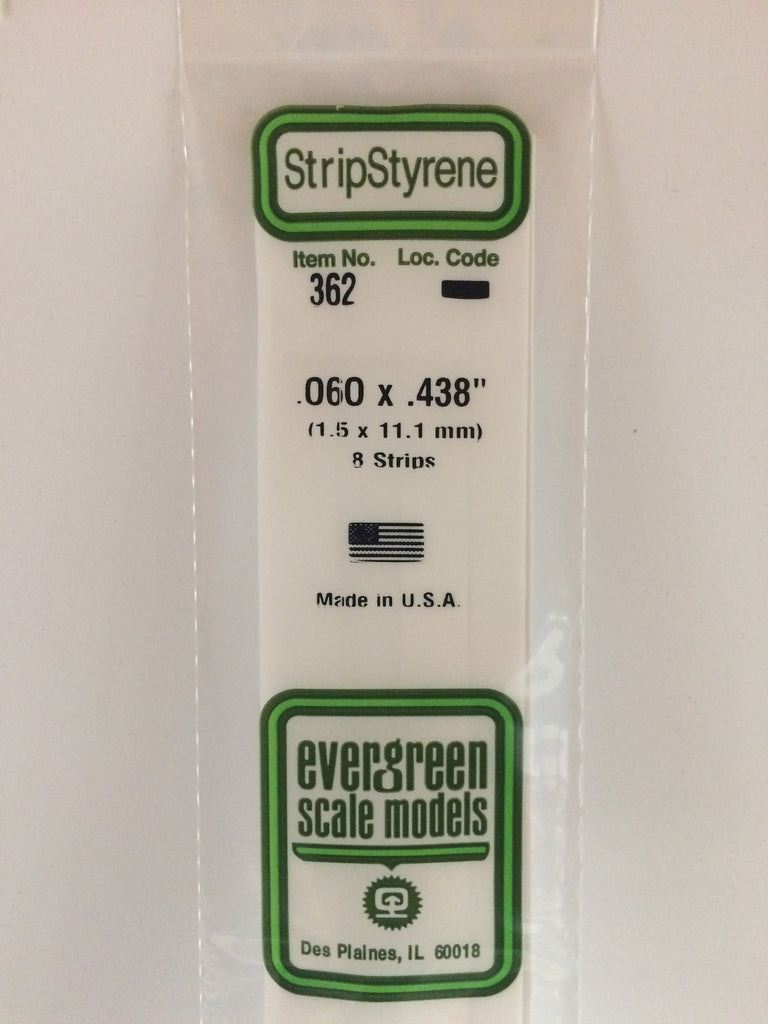 StripStyrene
Item No. Loc. Code
362
.060 x .438"
(1.5 x 11.1 mm)
8 Strips
Made in U.S.A.
evergreen
scale models
Des Plaines, IL 60018